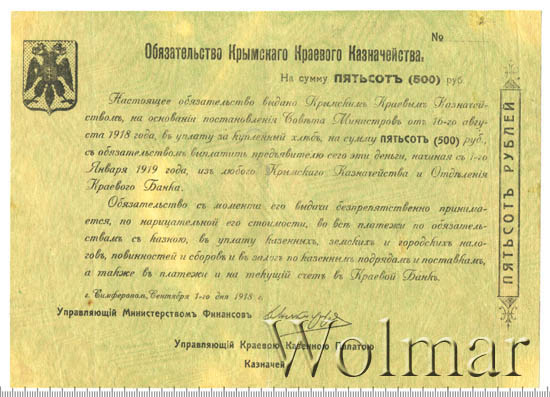 №
Обязательство Крымскаго Краевого Казначейства.
На сумму ПЯТЬСОТЪ (500) руб.
Настоящее обязательство выдано Крымскимъ Краевымъ Казначей-
ствомъ, на основаніи постановленія Совѣта Министровъ отъ 16-го авгу-
ста 1918 года, въ уплату за купленный хлѣбъ, на сумму ПЯТЬСОТЪ (500) руб.,
съ обязательствомъ выплатить предъявителю сего эти деньги, начиная съ 1-го
Января 1919 года, изъ любого Крымскаго Казначейства и Отдѣленія
Краевого Банка.
Обязательство съ момента его выдачи безпрепятственно принима-
ется, по нарицательной его стоимости, во всѣ платежи по обязатель-
ствамъ съ казною, въ уплату казенныхъ, земскихъ и городскихъ нало-
говъ, повинностей и сборовъ и въ залогъ по казеннымъ подрядамъ и поставкамъ,
а также въ платежи и на текущій счетъ въ Краевой Банкъ.
г. Симферополь, Сентября 1-го дня 1918 г.
Управляющій Министерствомъ Финансовъ
Управляющій Краевою Казенной Палатою
Казначей
ПЯТЬСОТЪ РУБЛЕЙ
Wolmar